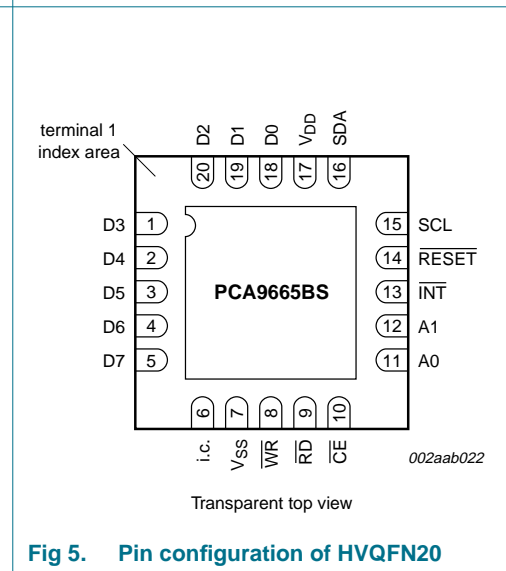 terminal 1
index area
D2
D1
D0
VDD
SDA
20
19
18
17
16
D3 1
D4 2
D5 3
D6 4
D7 5
PCA9665BS
15 SCL
14 RESET
13 INT
12 A1
11 A0
6
7
8
9
10
i.c.
VSS
WR
RD
CE
002aab022
Transparent top view
Fig 5. Pin configuration of HVQFN20